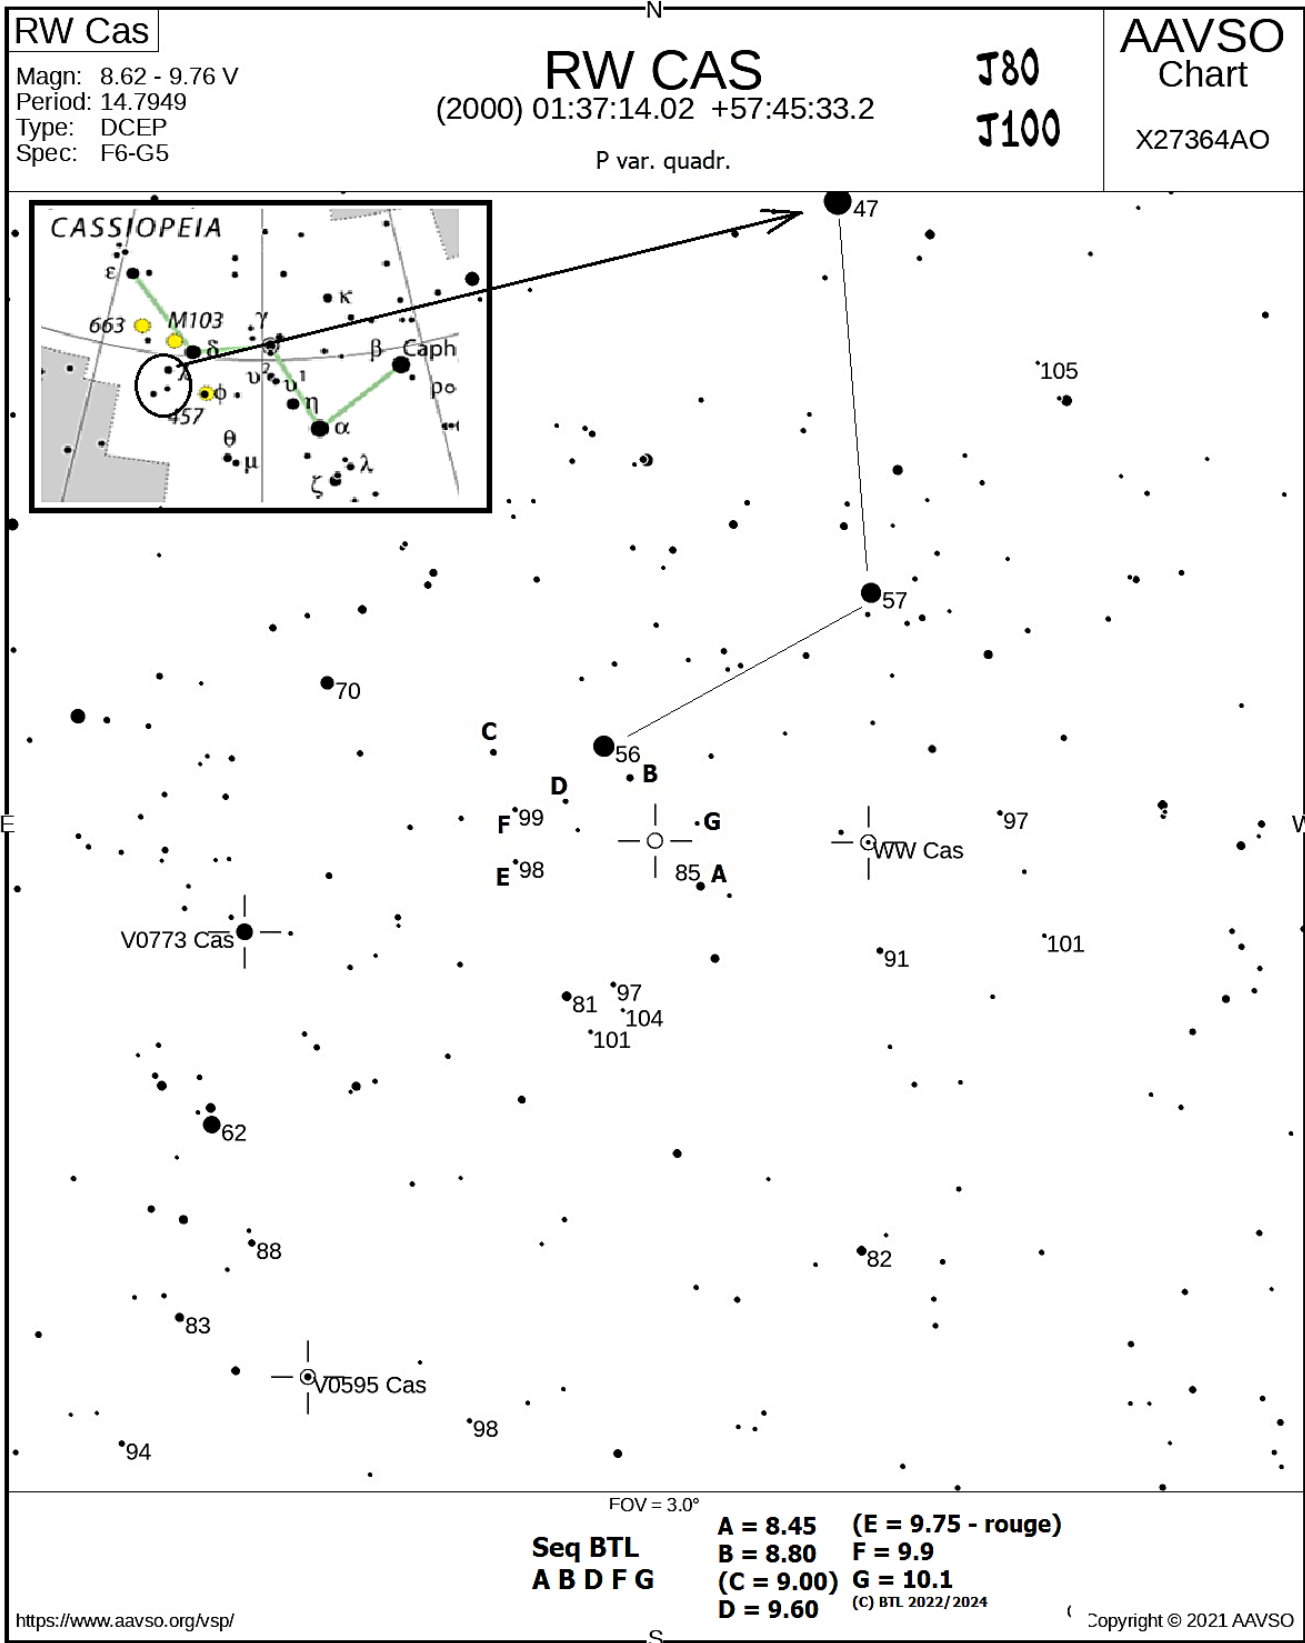 N
RW Cas
Magn: 8.62 - 9.76 V
Period: 14.7949
Type: DCEP
Spec: F6-G5
RW CAS
(2000) 01:37:14.02 +57:45:33.2
P var. quadr.
J80
J100
AAVSO
Chart
X27364AO
CASSIOPEIA
ε
κ
663
M103
γ
δ
β
Caph
χ
υ² υ¹
ρ
φ
η
457
α
θ
μ
λ
ζ
47
105
57
70
C
56
B
D
F 99
G
97
E
W
WW Cas
E 98
85 A
V0773 Cas
91
101
81
97
104
101
62
88
82
83
V0595 Cas
98
94
FOV = 3.0°
Seq BTL
A B D F G
A = 8.45
B = 8.80
(C = 9.00)
D = 9.60
(E = 9.75 - rouge)
F = 9.9
G = 10.1
(C) BTL 2022/2024
https://www.aavso.org/vsp/
Copyright © 2021 AAVSO
S